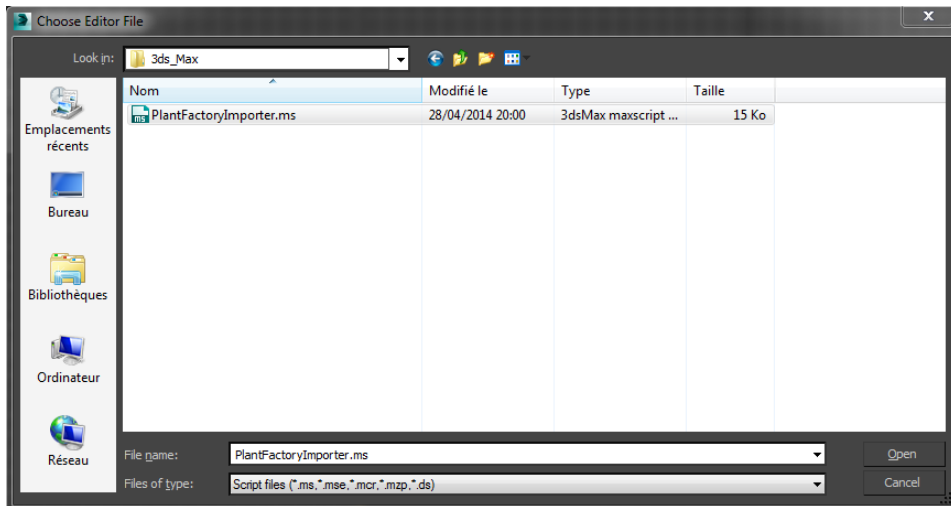 Choose Editor File
x
Look in:
3ds_Max
Nom Modifié le Type Taille
PlantFactoryImporter.ms 28/04/2014 20:00 3dsMax maxscript ... 15 Ko
Emplacements
récents
Bureau
Bibliothèques
Ordinateur
Réseau
File name: PlantFactoryImporter.ms Open
Files of type: Script files (*.ms,*.mse,*.mcr,*.mzp,*.ds) Cancel